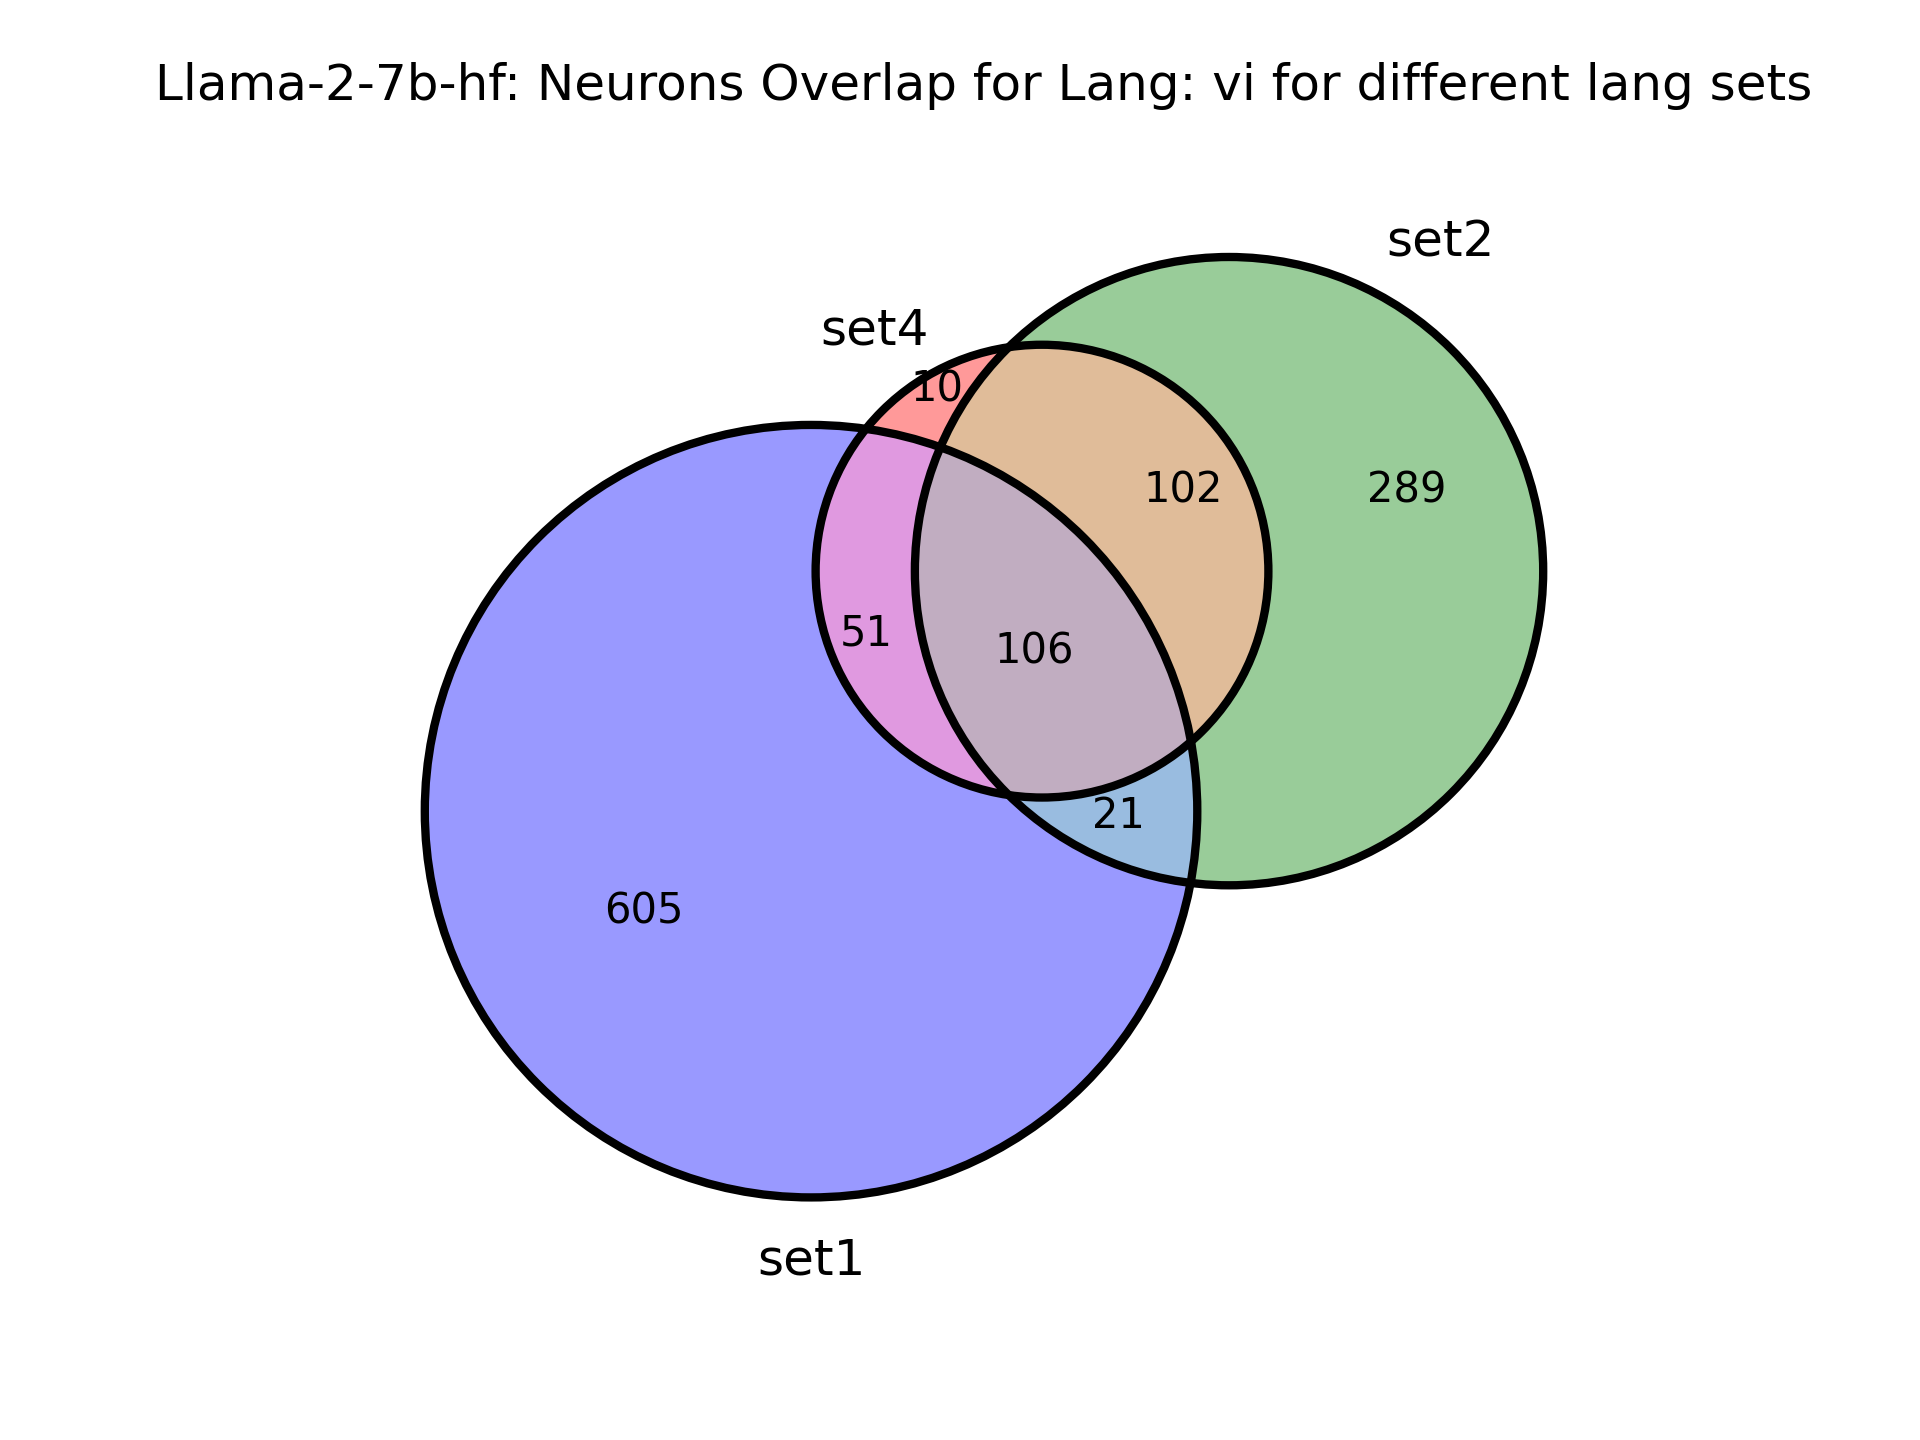 Llama-2-7b-hf: Neurons Overlap for Lang: vi for different lang sets
set2
set4
10
102
289
51
106
21
605
set1